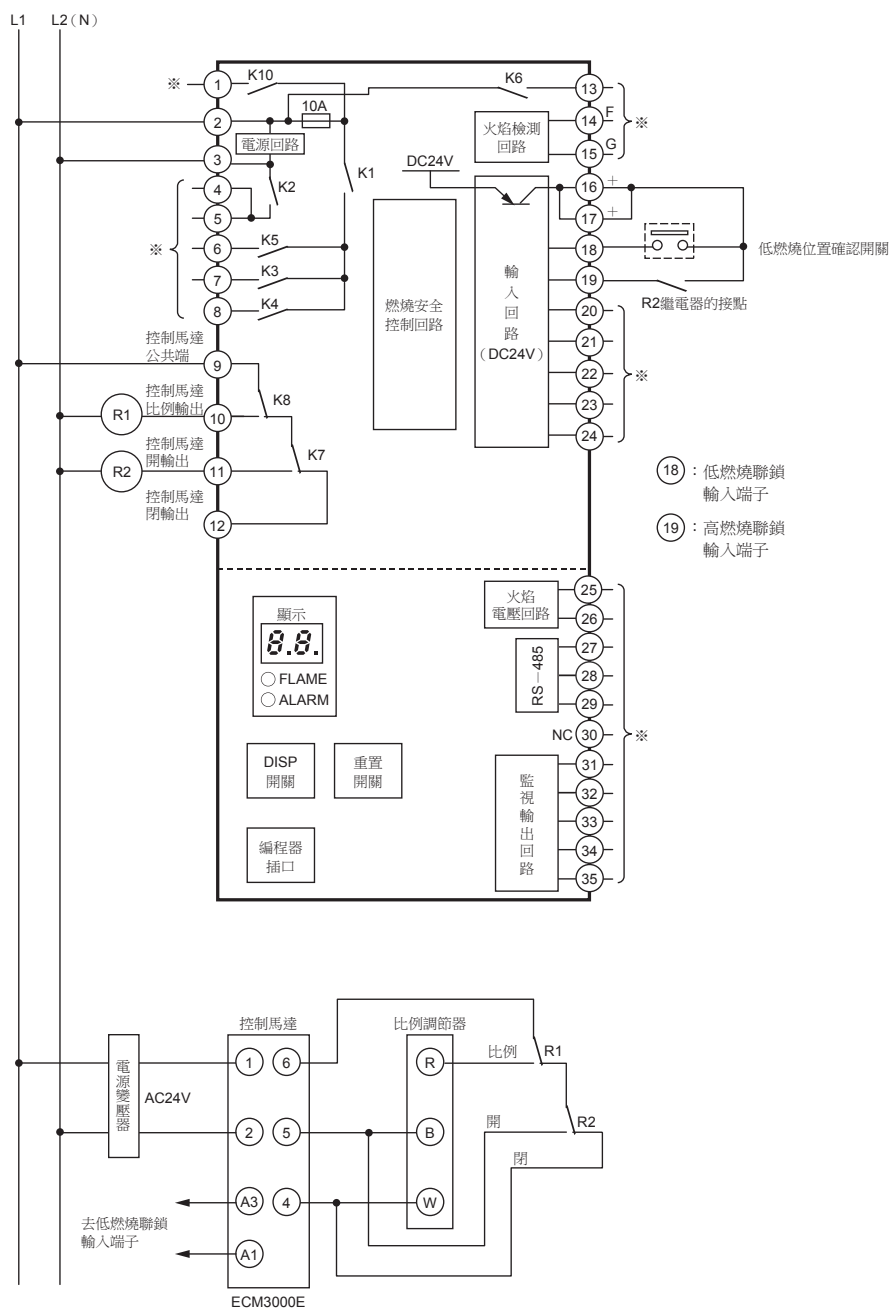 L1 L2(N)
※ 1 K10 K6 13
2 10A 14 F ※
電源回路 火焰檢測
回路
3 15 G
DC24V
4 K2 K1 16 +
5 17 +
※ 6 K5 18
低燃燒位置確認開關
7 K3 19
R2繼電器的接點
8 K4 20
燃燒安全
控制回路
輸入回路
(DC24V)
控制馬達
公共端
9 21
22 ※
控制馬達
比例輸出
R1 10 K8 23
24
控制馬達
開輸出
R2 11 K7
控制馬達
閉輸出
12
18:低燃燒聯鎖
輸入端子
19:高燃燒聯鎖
輸入端子
火焰
電壓回路
25
26
顯示
8.8.
FLAME
ALARM
RS-485
27
28
29
NC 30 ※
DISP
開關
重置
開關
編程器
插口
監視輸出回路
31
32
33
34
35
控制馬達 比例調節器
電源變壓器
AC24V
1 6 R 比例 R1
2 5 B 開 R2
閉
A3 4 W
去低燃燒聯鎖
輸入端子
A1
ECM3000E